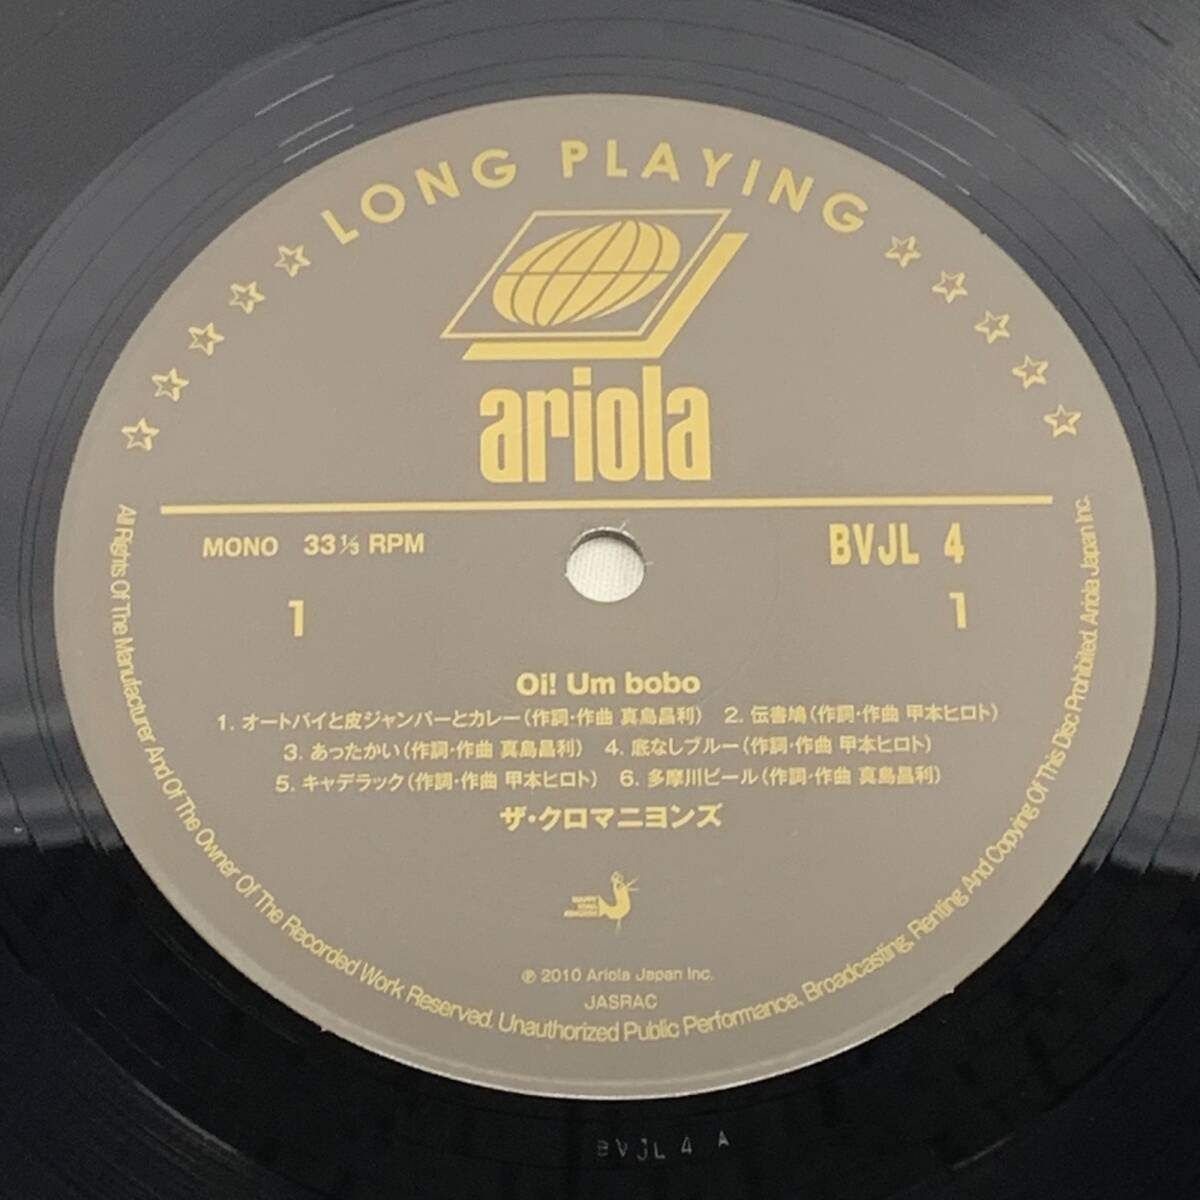 LONG PLAYING
ariola
MONO 33⅓ RPM
BVJL 4
1
1
Oi! Um bobo
1. オートバイと皮ジャンパーとカレー(作詞・作曲 真島昌利) 2. 伝書鳩(作詞・作曲 甲本ヒロト)
3. あったかい(作詞・作曲 真島昌利) 4. 底なしブルー(作詞・作曲 甲本ヒロト)
5. キャデラック(作詞・作曲 甲本ヒロト) 6. 多摩川ビール(作詞・作曲 真島昌利)
ザ・クロマニヨンズ
℗ 2010 Ariola Japan Inc.
JASRAC
All Rights Of The Manufacturer And Of The Owner Of The Recorded Work Reserved. Unauthorized Public Performance, Broadcasting, Renting And Copying Of This Disc Prohibited. Ariola Japan Inc.
BVJL 4 A